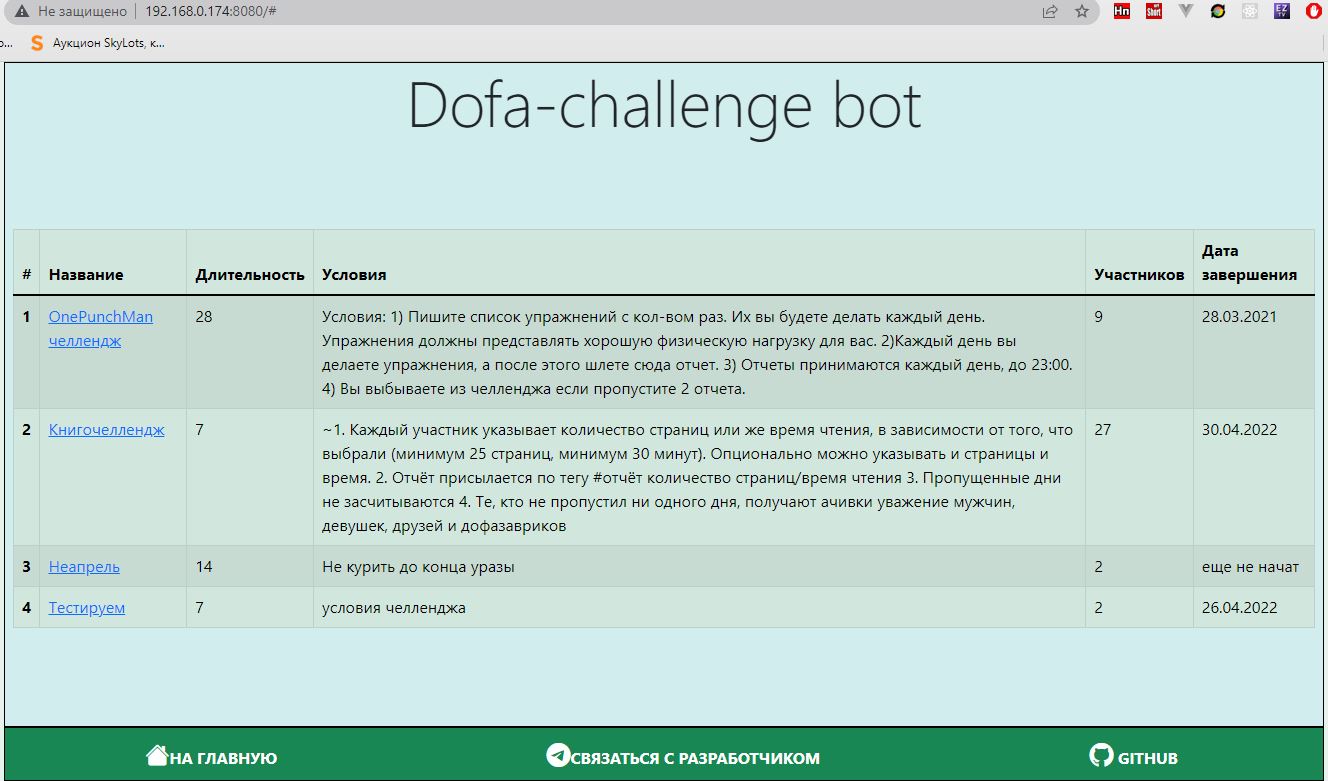 Не защищено
192.168.0.174:8080/#
Hn
Short
EZ
TV
о...
S
Аукцион SkyLots, к...
Dofa-challenge bot
# Название Длительность Условия Участников Дата
завершения
1 OnePunchMan 28 Условия: 1) Пишите список упражнений с кол-вом раз. Их вы будете делать каждый день. 9 28.03.2021
челлендж Упражнения должны представлять хорошую физическую нагрузку для вас. 2)Каждый день вы
делаете упражнения, а после этого шлете сюда отчет. 3) Отчеты принимаются каждый день, до 23:00.
4) Вы выбываете из челленджа если пропустите 2 отчета.
2 Книгочеллендж 7 ~1. Каждый участник указывает количество страниц или же время чтения, в зависимости от того, что 27 30.04.2022
выбрали (минимум 25 страниц, минимум 30 минут). Опционально можно указывать и страницы и
время. 2. Отчёт присылается по тегу #отчёт количество страниц/время чтения 3. Пропущенные дни
не засчитываются 4. Те, кто не пропустил ни одного дня, получают ачивки уважение мужчин,
девушек, друзей и дофазавриков
3 Неапрель 14 Не курить до конца уразы 2 еще не начат
4 Тестируем 7 условия челленджа 2 26.04.2022
НА ГЛАВНУЮ СВЯЗАТЬСЯ С РАЗРАБОТЧИКОМ GITHUB